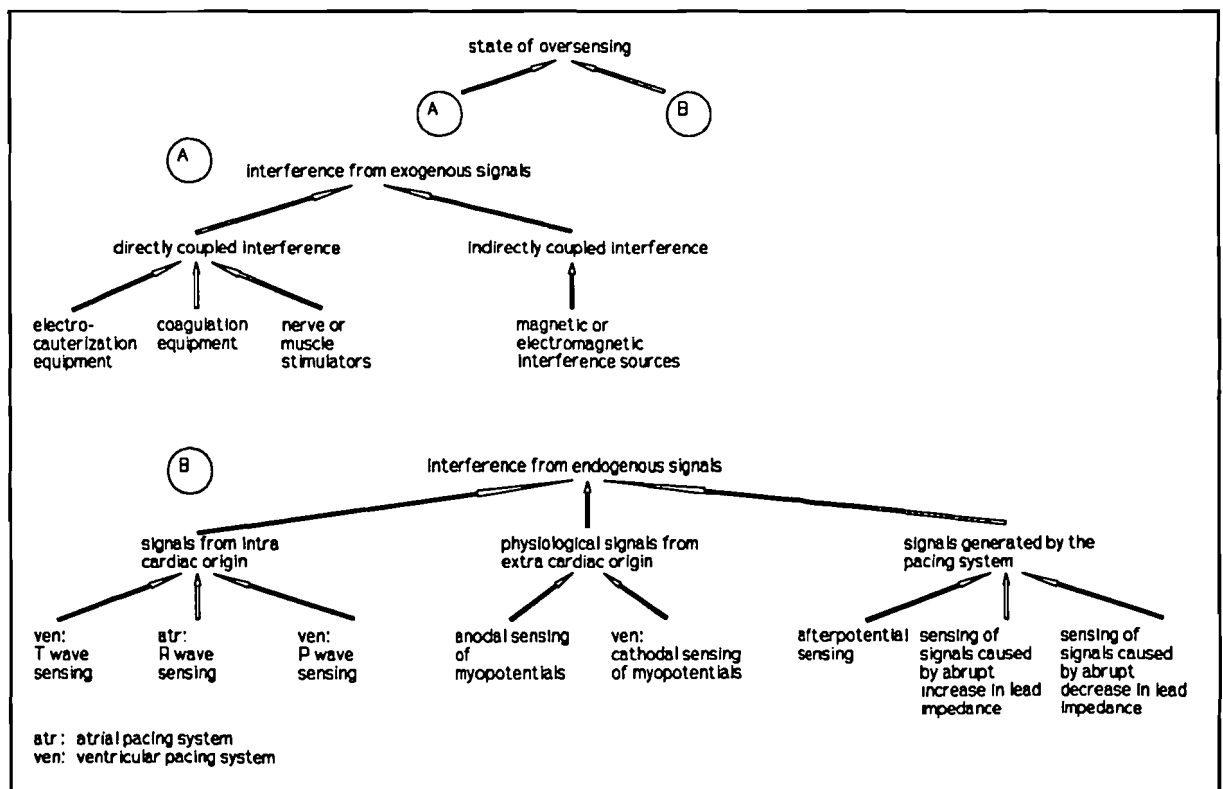 state of oversensing
A
B
A
interference from exogenous signals
directly coupled interference
indirectly coupled interference
electro-
cauterization
equipment
coagulation
equipment
nerve or
muscle
stimulators
magnetic or
electromagnetic
interference sources
B
interference from endogenous signals
signals from intra
cardiac origin
physiological signals from
extra cardiac origin
signals generated by the
pacing system
ven:
T wave
sensing
atr:
R wave
sensing
ven:
P wave
sensing
anodal sensing
of
myopotentials
ven:
cathodal sensing
of myopotentials
afterpotential
sensing
sensing of
signals caused
by abrupt
increase in lead
impedance
sensing of
signals caused
by abrupt
decrease in lead
impedance
atr: atrial pacing system
ven: ventricular pacing system